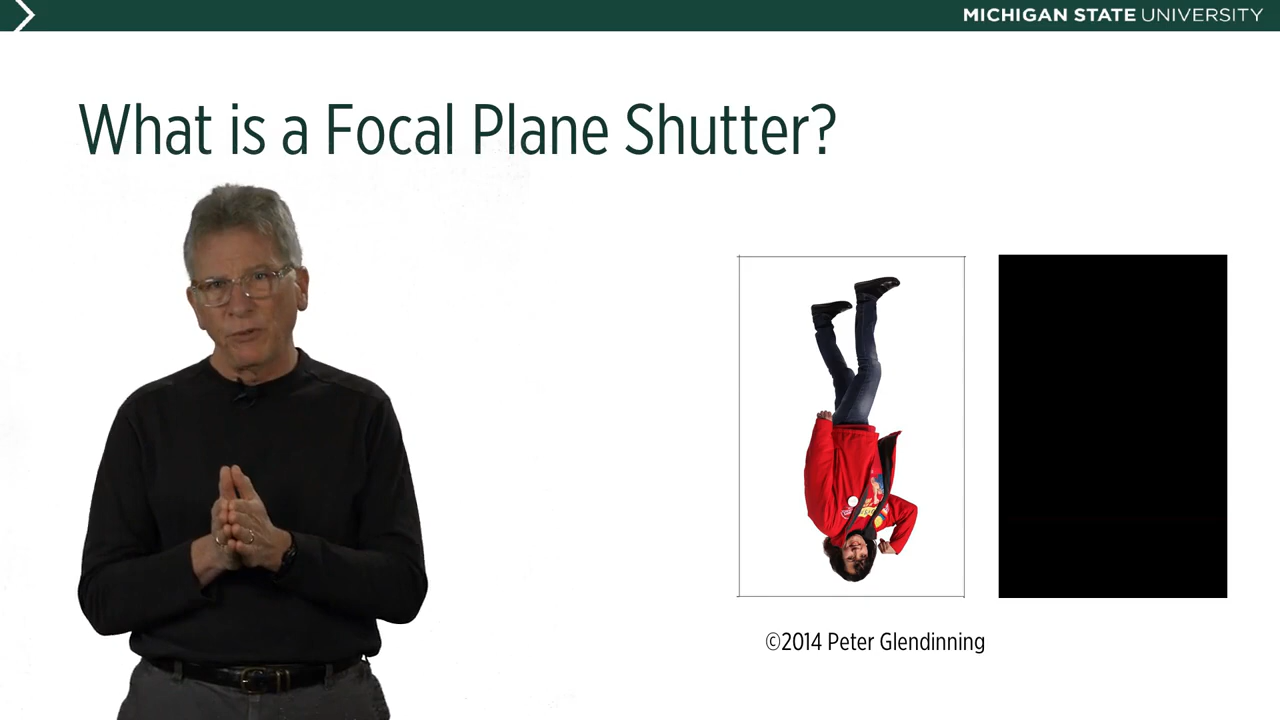 MICHIGAN STATE UNIVERSITY
What is a Focal Plane Shutter?
©2014 Peter Glendinning